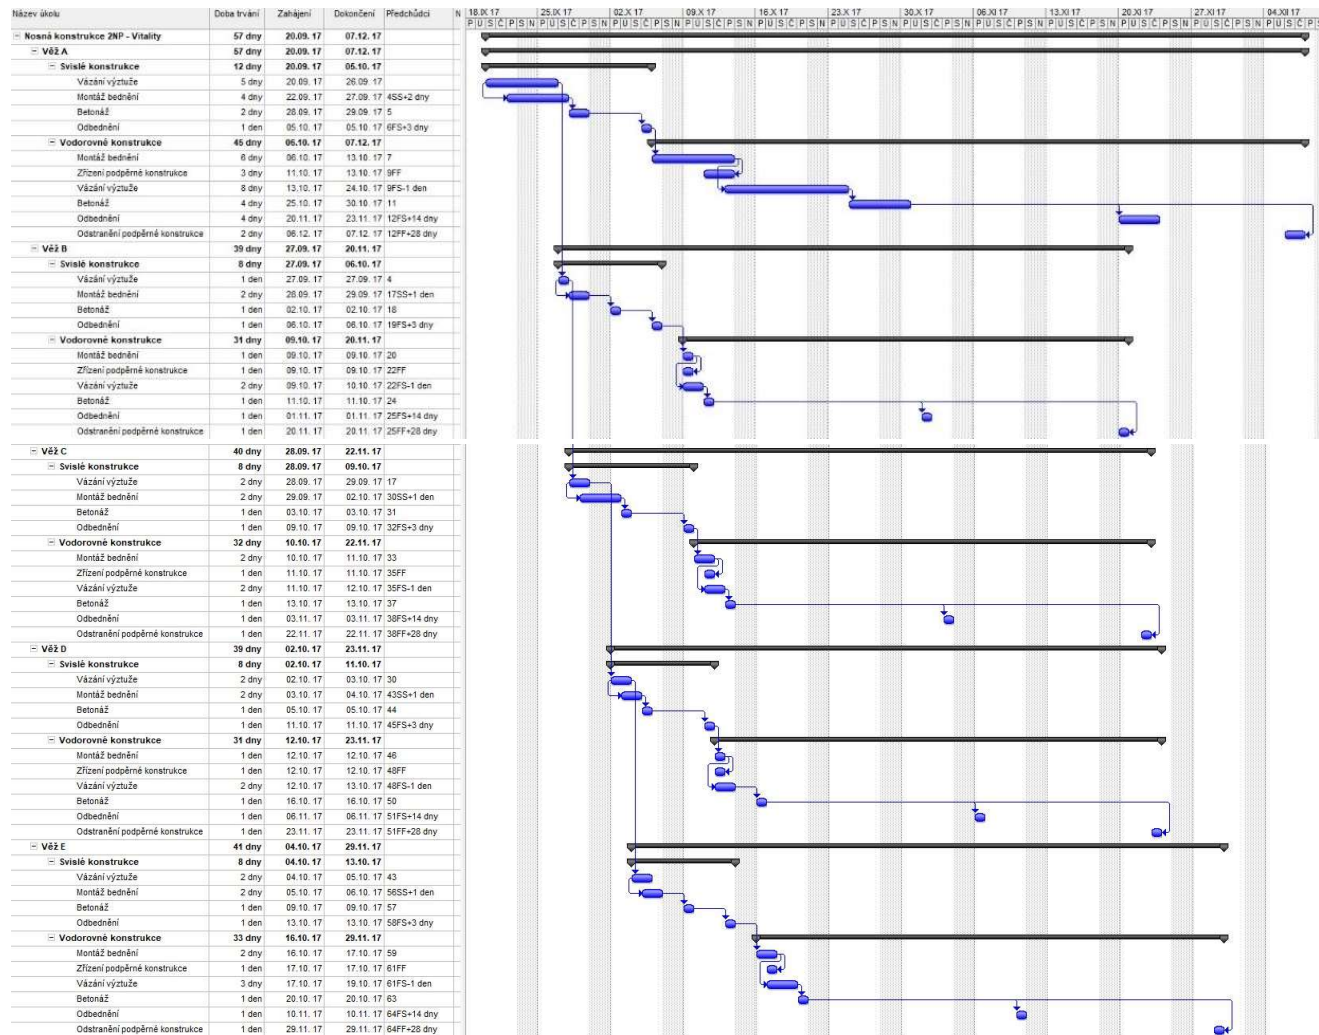 Název úkolu Doba trvání Zahájení Dokončení Předchůdci N 18.IX 17 25.IX 17 02.X 17 09.X 17 16.X 17 23.X 17 30.X 17 06.XI 17 13.XI 17 20.XI 17 27.XI 17 04.XII 17
P Ú S Č P S N P Ú S Č P S N P Ú S Č P S N P Ú S Č P S N P Ú S Č P S N P Ú S Č P S N P Ú S Č P S N P Ú S Č P S N P Ú S Č P S N P Ú S Č P S N P Ú S Č P S N P Ú S Č P S
Nosná konstrukce 2NP - Vitality 57 dny 20.09. 17 07.12. 17
Věž A 57 dny 20.09. 17 07.12. 17
Svislé konstrukce 12 dny 20.09. 17 05.10. 17
Vázání výztuže 5 dny 20.09. 17 26.09. 17
Montáž bednění 4 dny 22.09. 17 27.09. 17 4SS+2 dny
Betonáž 2 dny 28.09. 17 29.09. 17 5
Odbednění 1 den 05.10. 17 05.10. 17 6FS+3 dny
Vodorovné konstrukce 45 dny 06.10. 17 07.12. 17
Montáž bednění 6 dny 06.10. 17 13.10. 17 7
Zřízení podpěrné konstrukce 3 dny 11.10. 17 13.10. 17 9FF
Vázání výztuže 8 dny 13.10. 17 24.10. 17 9FS-1 den
Betonáž 4 dny 25.10. 17 30.10. 17 11
Odbednění 4 dny 20.11. 17 23.11. 17 12FS+14 dny
Odstranění podpěrné konstrukce 2 dny 06.12. 17 07.12. 17 12FF+28 dny
Věž B 39 dny 27.09. 17 20.11. 17
Svislé konstrukce 8 dny 27.09. 17 06.10. 17
Vázání výztuže 1 den 27.09. 17 27.09. 17 4
Montáž bednění 2 dny 28.09. 17 29.09. 17 17SS+1 den
Betonáž 1 den 02.10. 17 02.10. 17 18
Odbednění 1 den 06.10. 17 06.10. 17 19FS+3 dny
Vodorovné konstrukce 31 dny 09.10. 17 20.11. 17
Montáž bednění 1 den 09.10. 17 09.10. 17 20
Zřízení podpěrné konstrukce 1 den 09.10. 17 09.10. 17 22FF
Vázání výztuže 2 dny 09.10. 17 10.10. 17 22FS-1 den
Betonáž 1 den 11.10. 17 11.10. 17 24
Odbednění 1 den 01.11. 17 01.11. 17 25FS+14 dny
Odstranění podpěrné konstrukce 1 den 20.11. 17 20.11. 17 25FF+28 dny
Věž C 40 dny 28.09. 17 22.11. 17
Svislé konstrukce 8 dny 28.09. 17 09.10. 17
Vázání výztuže 2 dny 28.09. 17 29.09. 17 17
Montáž bednění 2 dny 29.09. 17 02.10. 17 30SS+1 den
Betonáž 1 den 03.10. 17 03.10. 17 31
Odbednění 1 den 09.10. 17 09.10. 17 32FS+3 dny
Vodorovné konstrukce 32 dny 10.10. 17 22.11. 17
Montáž bednění 2 dny 10.10. 17 11.10. 17 33
Zřízení podpěrné konstrukce 1 den 11.10. 17 11.10. 17 35FF
Vázání výztuže 2 dny 11.10. 17 12.10. 17 35FS-1 den
Betonáž 1 den 13.10. 17 13.10. 17 37
Odbednění 1 den 03.11. 17 03.11. 17 38FS+14 dny
Odstranění podpěrné konstrukce 1 den 22.11. 17 22.11. 17 38FF+28 dny
Věž D 39 dny 02.10. 17 23.11. 17
Svislé konstrukce 8 dny 02.10. 17 11.10. 17
Vázání výztuže 2 dny 02.10. 17 03.10. 17 30
Montáž bednění 2 dny 03.10. 17 04.10. 17 43SS+1 den
Betonáž 1 den 05.10. 17 05.10. 17 44
Odbednění 1 den 11.10. 17 11.10. 17 45FS+3 dny
Vodorovné konstrukce 31 dny 12.10. 17 23.11. 17
Montáž bednění 1 den 12.10. 17 12.10. 17 46
Zřízení podpěrné konstrukce 1 den 12.10. 17 12.10. 17 48FF
Vázání výztuže 2 dny 12.10. 17 13.10. 17 48FS-1 den
Betonáž 1 den 16.10. 17 16.10. 17 50
Odbednění 1 den 06.11. 17 06.11. 17 51FS+14 dny
Odstranění podpěrné konstrukce 1 den 23.11. 17 23.11. 17 51FF+28 dny
Věž E 41 dny 04.10. 17 29.11. 17
Svislé konstrukce 8 dny 04.10. 17 13.10. 17
Vázání výztuže 2 dny 04.10. 17 05.10. 17 43
Montáž bednění 2 dny 05.10. 17 06.10. 17 56SS+1 den
Betonáž 1 den 09.10. 17 09.10. 17 57
Odbednění 1 den 13.10. 17 13.10. 17 58FS+3 dny
Vodorovné konstrukce 33 dny 16.10. 17 29.11. 17
Montáž bednění 2 dny 16.10. 17 17.10. 17 59
Zřízení podpěrné konstrukce 1 den 17.10. 17 17.10. 17 61FF
Vázání výztuže 3 dny 17.10. 17 19.10. 17 61FS-1 den
Betonáž 1 den 20.10. 17 20.10. 17 63
Odbednění 1 den 10.11. 17 10.11. 17 64FS+14 dny
Odstranění podpěrné konstrukce 1 den 29.11. 17 29.11. 17 64FF+28 dny